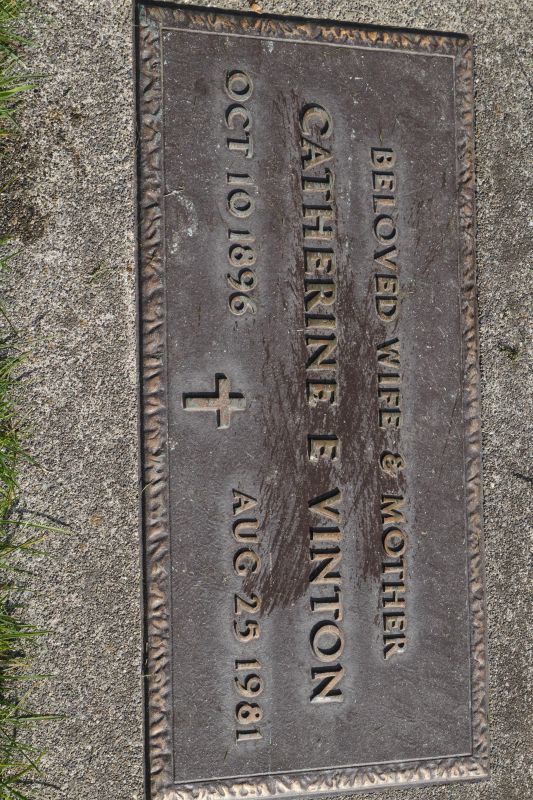 BELOVED WIFE & MOTHER
CATHERINE E VINTON
OCT 10 1896 AUG 25 1981